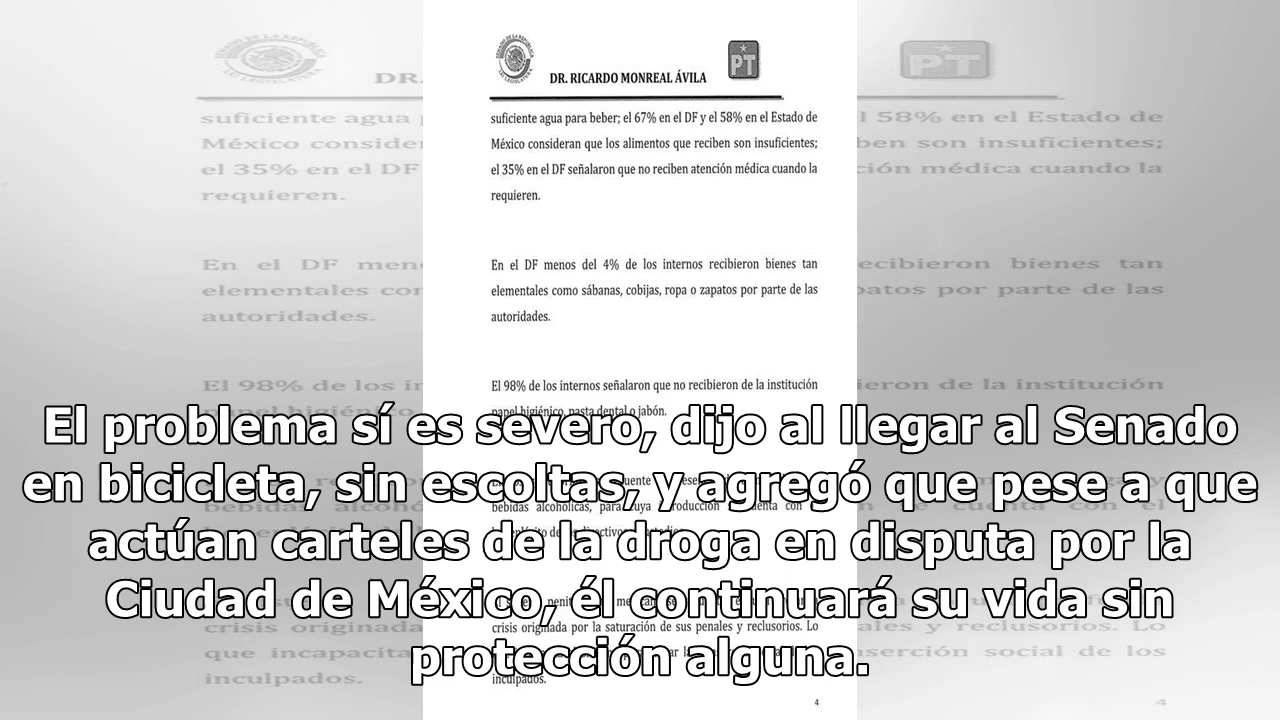 DR. RICARDO MONREAL ÁVILA
PT
suficiente agua para beber; el 67% en el DF y el 58% en el Estado de
México consideran que los alimentos que reciben son insuficientes;
el 35% en el DF señalaron que no reciben atención médica cuando la
requieren.
En el DF menos del 4% de los internos recibieron bienes tan
elementales como sábanas, cobijas, ropa o zapatos por parte de las
autoridades.
El 98% de los internos señalaron que no recibieron de la institución
papel higiénico, pasta dental o jabón.
bebidas alcohólicas, para cuya
crisis originada por la saturación de sus penales y reclusorios. Lo
inculpados.
4
El problema sí es severo, dijo al llegar al Senado
en bicicleta, sin escoltas, y agregó que pese a que
actúan carteles de la droga en disputa por la
Ciudad de México, él continuará su vida sin
protección alguna.